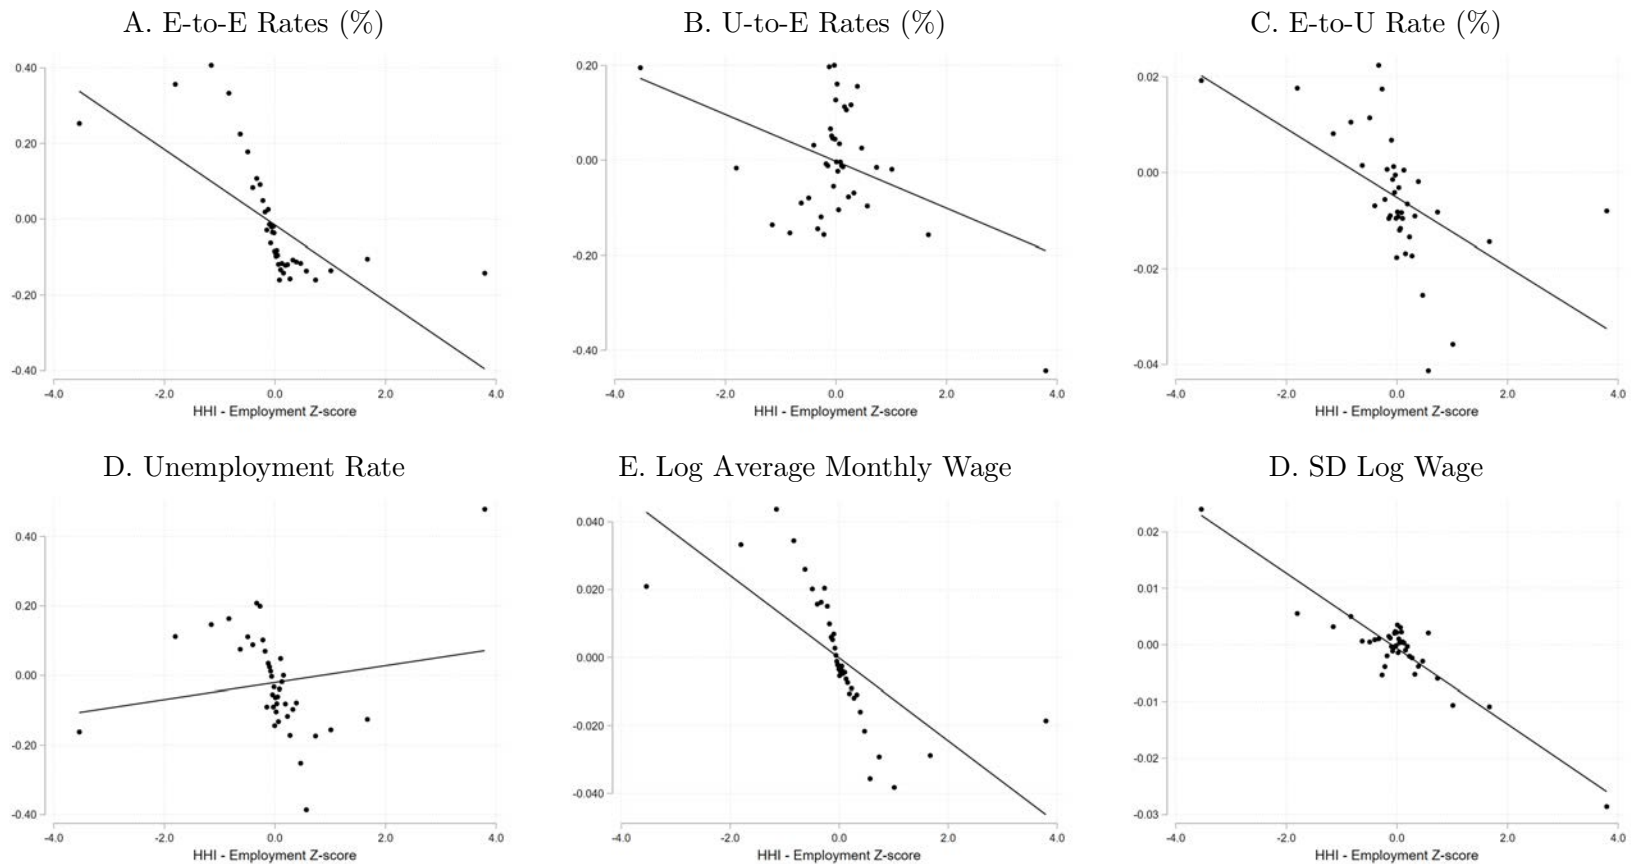 A. E-to-E Rates (%)
0.40
0.20
0.00
-0.20
-0.40
-4.0 -2.0 0.0 2.0 4.0
HHI - Employment Z-score
B. U-to-E Rates (%)
0.20
0.00
-0.20
-0.40
-4.0 -2.0 0.0 2.0 4.0
HHI - Employment Z-score
C. E-to-U Rate (%)
0.02
0.00
-0.02
-0.04
-4.0 -2.0 0.0 2.0 4.0
HHI - Employment Z-score
D. Unemployment Rate
0.40
0.20
0.00
-0.20
-0.40
-4.0 -2.0 0.0 2.0 4.0
HHI - Employment Z-score
E. Log Average Monthly Wage
0.040
0.020
0.000
-0.020
-0.040
-4.0 -2.0 0.0 2.0 4.0
HHI - Employment Z-score
D. SD Log Wage
0.02
0.01
0.00
-0.01
-0.02
-0.03
-4.0 -2.0 0.0 2.0 4.0
HHI - Employment Z-score